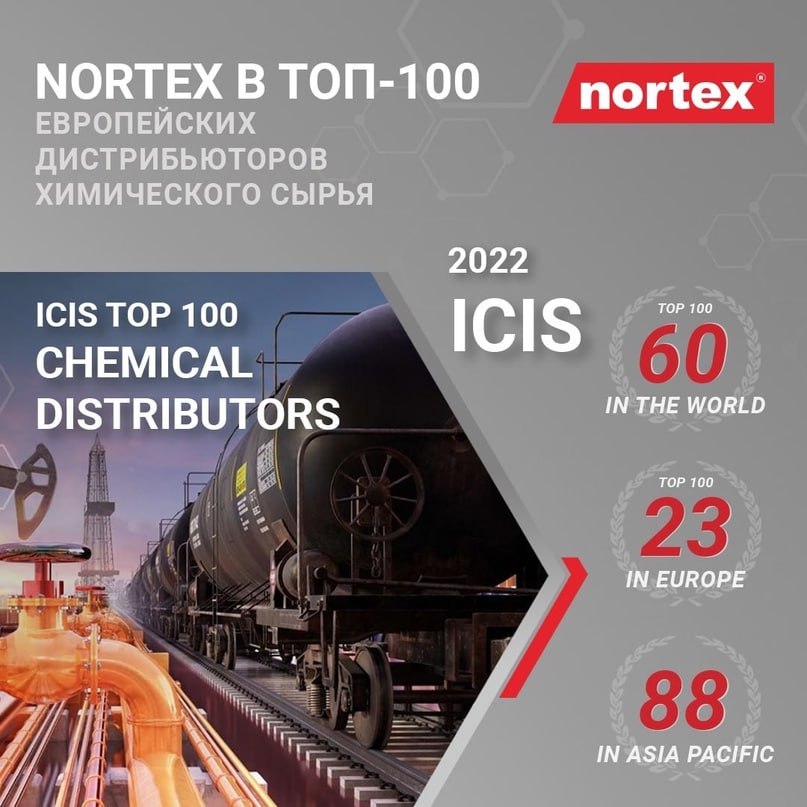 NORTEX В ТОП-100
ЕВРОПЕЙСКИХ
ДИСТРИБЬЮТОРОВ
ХИМИЧЕСКОГО СЫРЬЯ
nortex®
ICIS TOP 100
CHEMICAL
DISTRIBUTORS
2022
ICIS
TOP 100
60
IN THE WORLD
TOP 100
23
IN EUROPE
88
IN ASIA PACIFIC